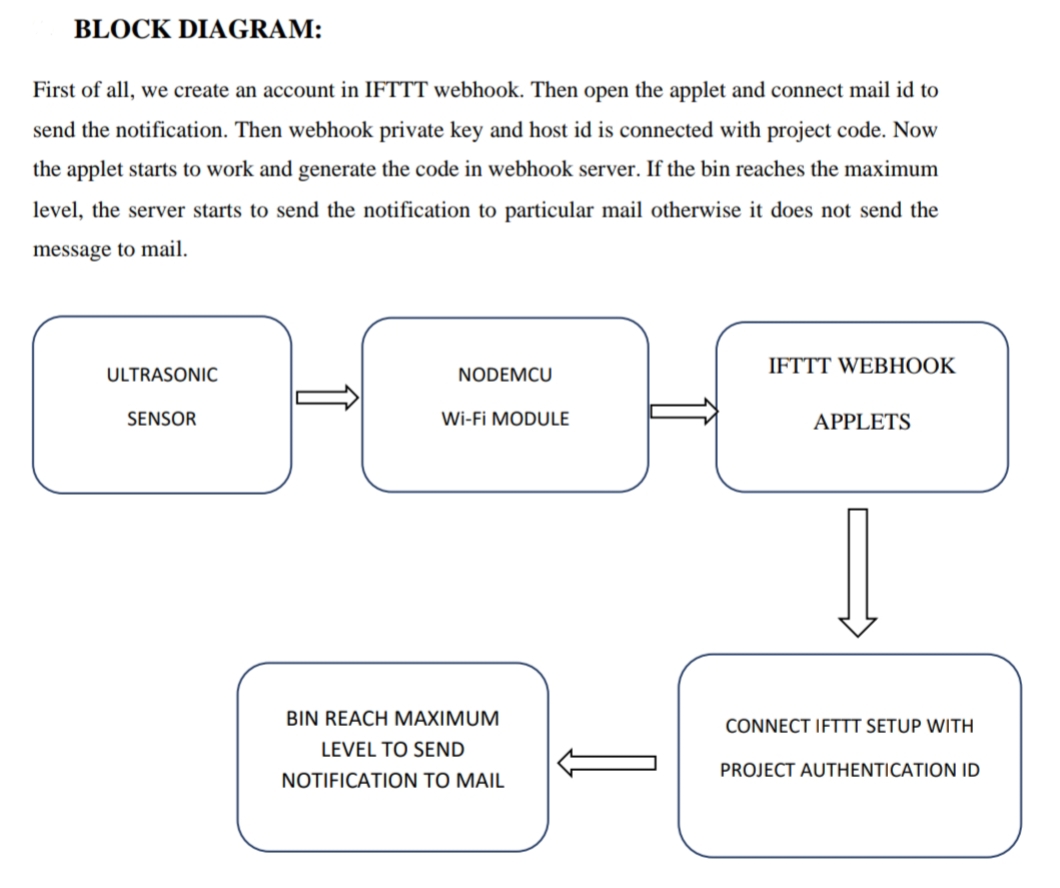 BLOCK DIAGRAM:
First of all, we create an account in IFTTT webhook. Then open the applet and connect mail id to
send the notification. Then webhook private key and host id is connected with project code. Now
the applet starts to work and generate the code in webhook server. If the bin reaches the maximum
level, the server starts to send the notification to particular mail otherwise it does not send the
message to mail.
ULTRASONIC
SENSOR
NODEMCU
Wi-Fi MODULE
IFTTT WEBHOOK
APPLETS
CONNECT IFTTT SETUP WITH
PROJECT AUTHENTICATION ID
BIN REACH MAXIMUM
LEVEL TO SEND
NOTIFICATION TO MAIL